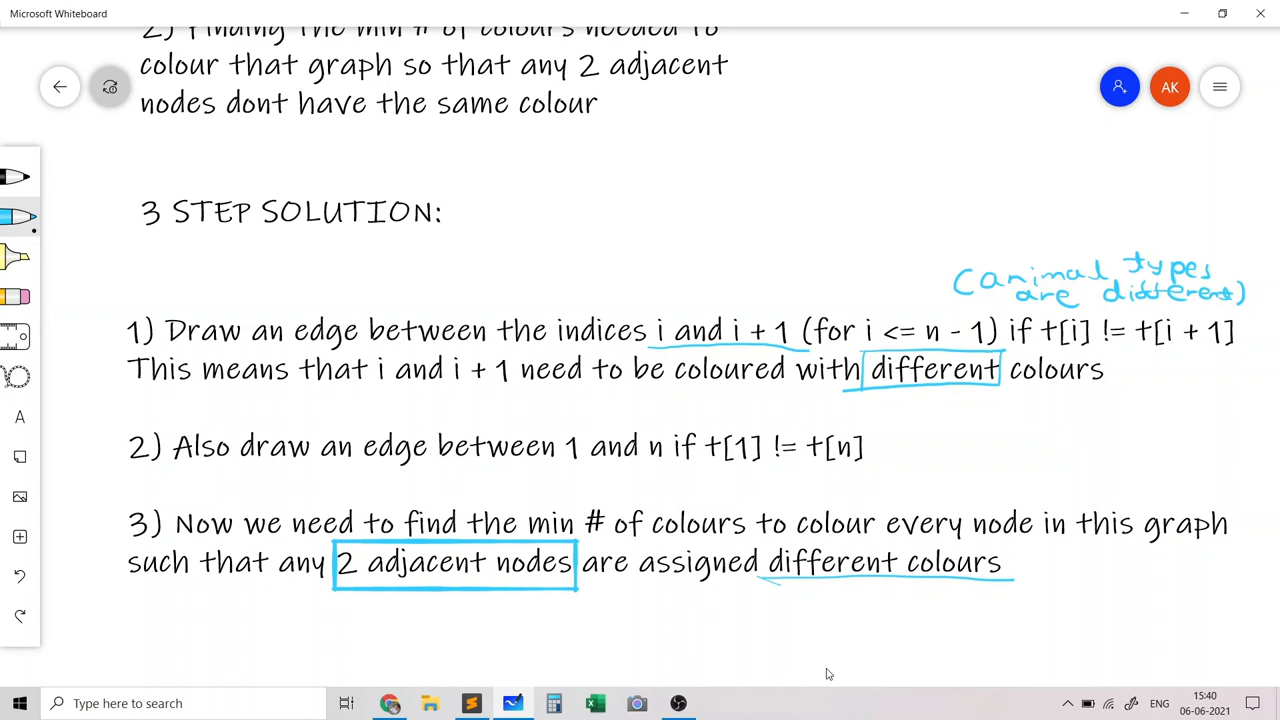 Microsoft Whiteboard
2) Finding the min # of colours needed to
colour that graph so that any 2 adjacent
nodes dont have the same colour
AK
3 STEP SOLUTION:
(animal types
are different)
1) Draw an edge between the indices i and i + 1 (for i <= n - 1) if t[i] != t[i + 1]
This means that i and i + 1 need to be coloured with different colours
2) Also draw an edge between 1 and n if t[1] != t[n]
3) Now we need to find the min # of colours to colour every node in this graph
such that any 2 adjacent nodes are assigned different colours
A
Type here to search
ENG
15:40
06-06-2021